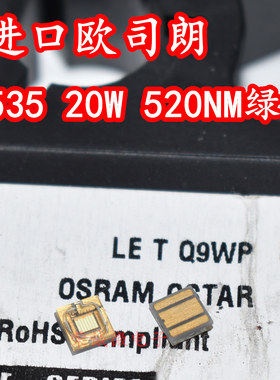 进口欧司朗
535 20W 520NM绿
LE T Q9WP
OSRAM OSTAR
RoHS Compliant